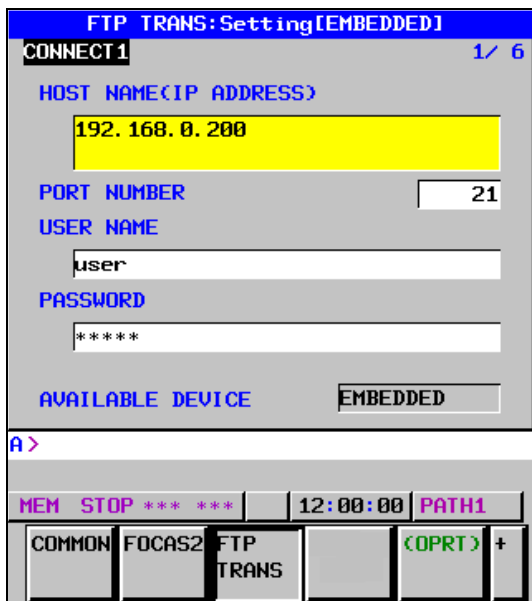 FTP TRANS:Setting[EMBEDDED]
CONNECT1 1/ 6
HOST NAME(IP ADDRESS)
192.168.0.200
PORT NUMBER 21
USER NAME
user
PASSWORD
*****
AVAILABLE DEVICE EMBEDDED
A>
MEM STOP *** *** 12:00:00 PATH1
COMMON FOCAS2 FTP TRANS (OPRT) +